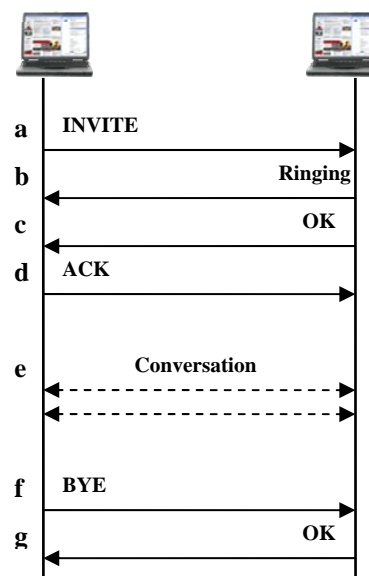 a INVITE
b Ringing
c OK
d ACK
e Conversation
f BYE
g OK